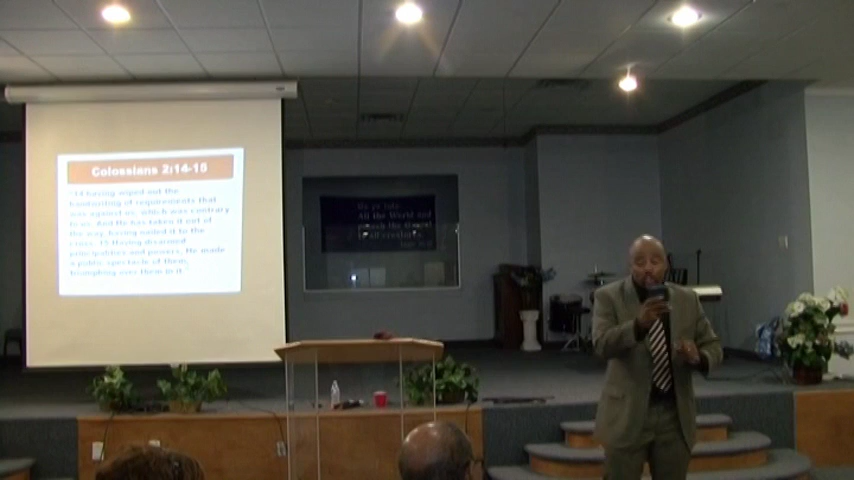 Colossians 2:14-15
"14 having wiped out the
handwriting of requirements that
was against us, which was contrary
to us. And He has taken it out of
the way, having nailed it to the
cross. 15 Having disarmed
principalities and powers, He made
a public spectacle of them,
triumphing over them in it."
All the World and